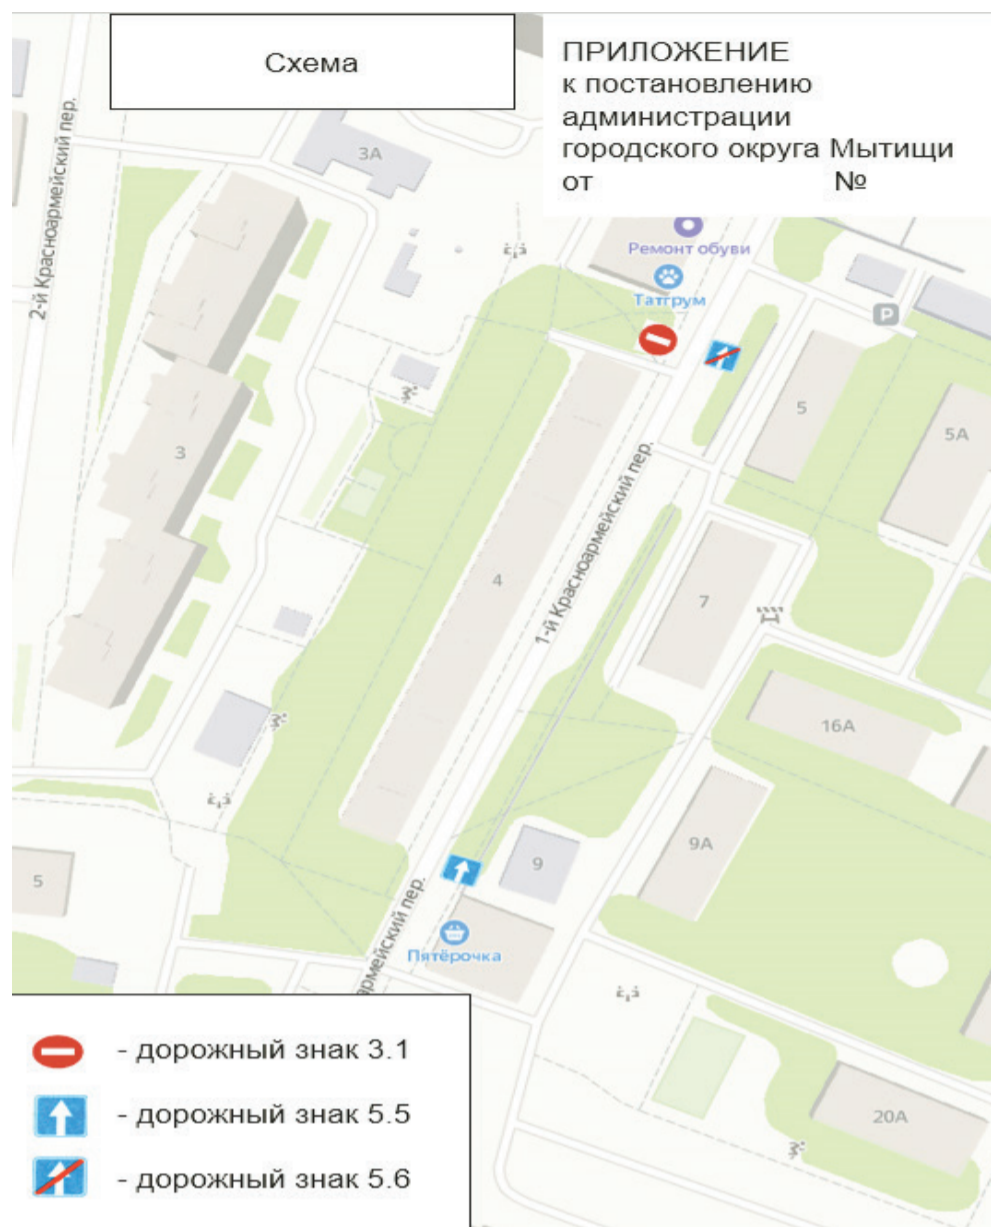 Схема
ПРИЛОЖЕНИЕ
к постановлению
администрации
городского округа Мытищи
от №
2-й Красноармейский пер.
3А
Ремонт обуви
Татгрум
P
5
5А
3
1-й Красноармейский пер.
4
7
16А
9А
9
5
армейский пер.
Пятёрочка
20А
- дорожный знак 3.1
- дорожный знак 5.5
- дорожный знак 5.6